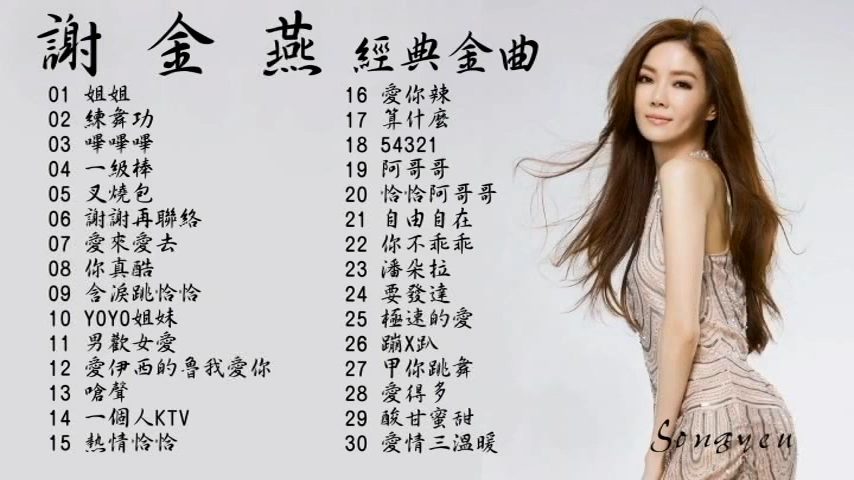 謝金燕 經典金曲
01 姐姐
02 練舞功
03 嗶嗶嗶
04 一級棒
05 叉燒包
06 謝謝再聯絡
07 愛來愛去
08 你真酷
09 含淚跳恰恰
10 YOYO姐妹
11 男歡女愛
12 愛伊西的魯我愛你
13 嗆聲
14 一個人KTV
15 熱情恰恰
16 愛你辣
17 算什麼
18 54321
19 阿哥哥
20 恰恰阿哥哥
21 自由自在
22 你不乖乖
23 潘朵拉
24 要發達
25 極速的愛
26 蹦X趴
27 甲你跳舞
28 愛得多
29 酸甘蜜甜
30 愛情三溫暖
Songyen